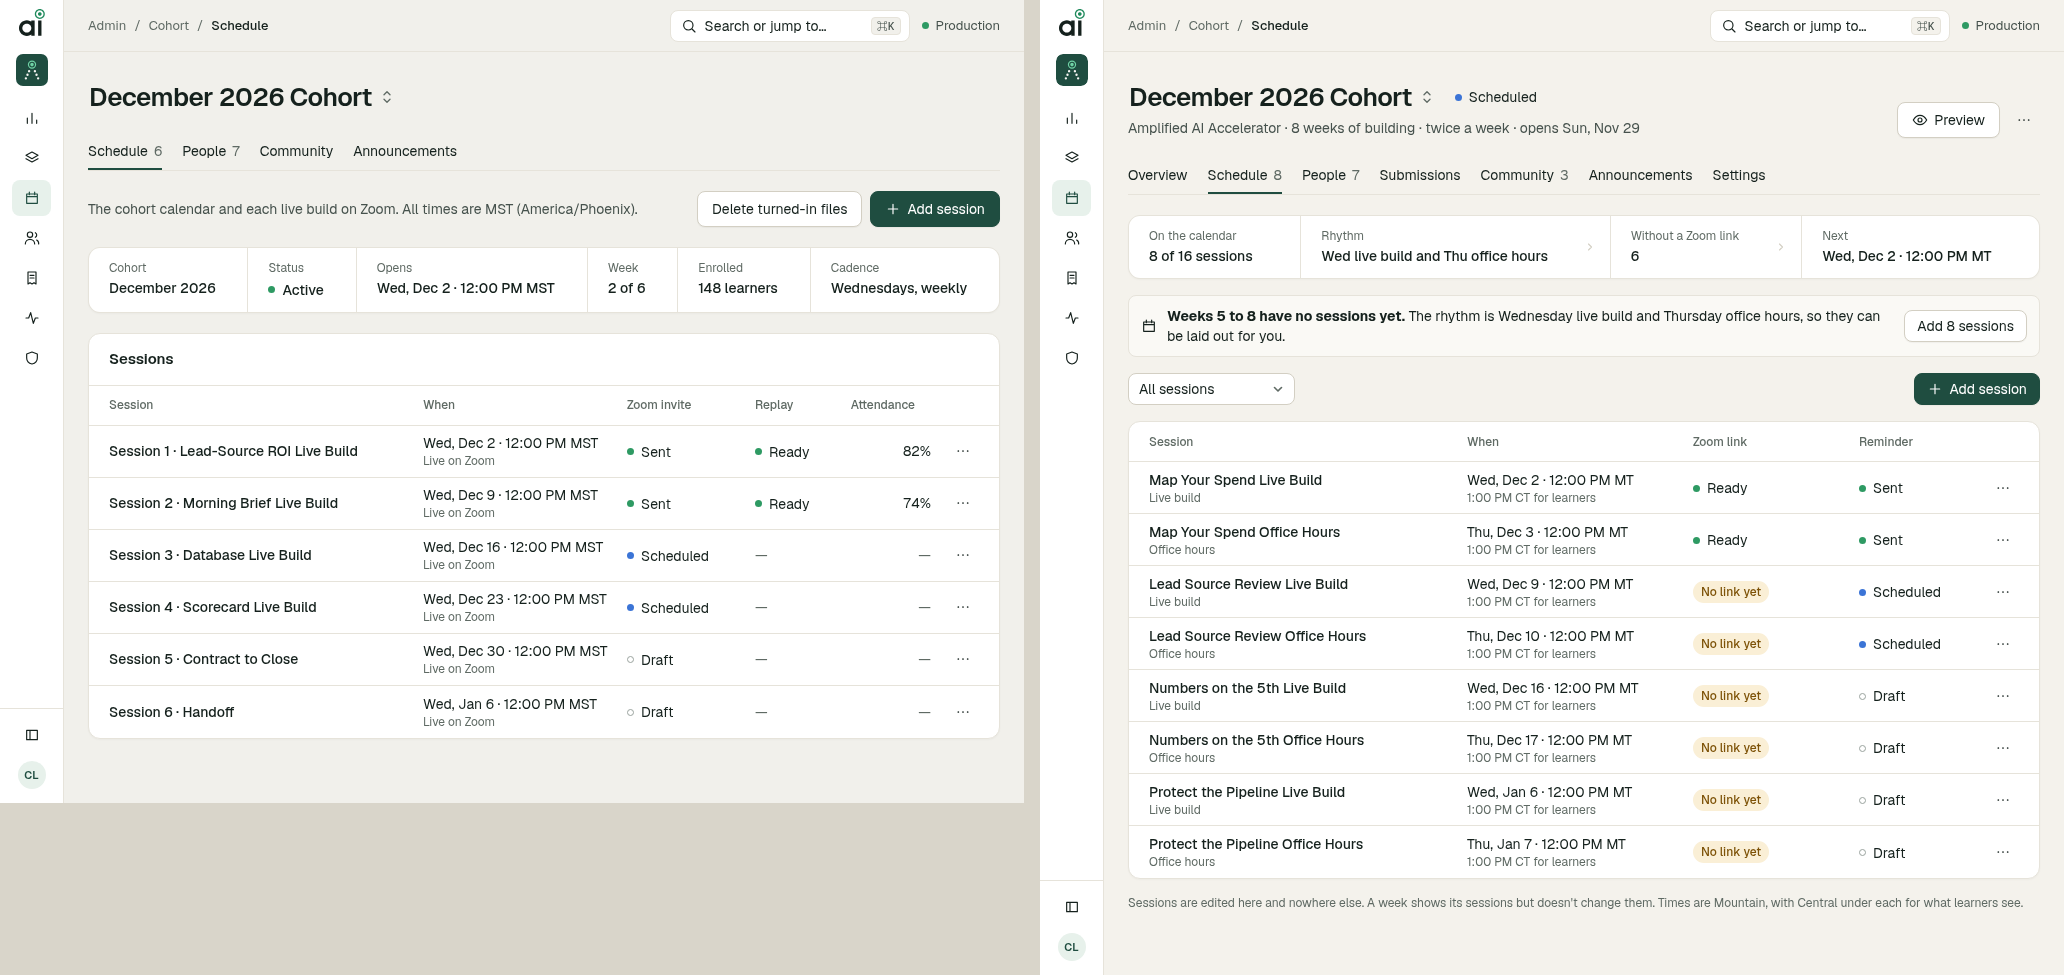 ai
Admin / Cohort / Schedule
Search or jump to...
⌘K
Production
December 2026 Cohort
Schedule 6
People 7
Community
Announcements
The cohort calendar and each live build on Zoom. All times are MST (America/Phoenix).
Delete turned-in files
Add session
Cohort
December 2026
Status
Active
Opens
Wed, Dec 2 · 12:00 PM MST
Week
2 of 6
Enrolled
148 learners
Cadence
Wednesdays, weekly
Sessions
Session When Zoom invite Replay Attendance
Session 1 · Lead-Source ROI Live Build Wed, Dec 2 · 12:00 PM MST Sent Ready 82% ...
Live on Zoom
Session 2 · Morning Brief Live Build Wed, Dec 9 · 12:00 PM MST Sent Ready 74% ...
Live on Zoom
Session 3 · Database Live Build Wed, Dec 16 · 12:00 PM MST Scheduled — — ...
Live on Zoom
Session 4 · Scorecard Live Build Wed, Dec 23 · 12:00 PM MST Scheduled — — ...
Live on Zoom
Session 5 · Contract to Close Wed, Dec 30 · 12:00 PM MST Draft — — ...
Live on Zoom
Session 6 · Handoff Wed, Jan 6 · 12:00 PM MST Draft — — ...
Live on Zoom
CL
ai
Admin / Cohort / Schedule
Search or jump to...
⌘K
Production
December 2026 Cohort
Scheduled
Amplified AI Accelerator · 8 weeks of building · twice a week · opens Sun, Nov 29
Preview
...
Overview
Schedule 8
People 7
Submissions
Community 3
Announcements
Settings
On the calendar
8 of 16 sessions
Rhythm
Wed live build and Thu office hours
Without a Zoom link
6
Next
Wed, Dec 2 · 12:00 PM MT
Weeks 5 to 8 have no sessions yet. The rhythm is Wednesday live build and Thursday office hours, so they can
be laid out for you.
Add 8 sessions
All sessions
Add session
Session When Zoom link Reminder
Map Your Spend Live Build Wed, Dec 2 · 12:00 PM MT Ready Sent ...
Live build 1:00 PM CT for learners
Map Your Spend Office Hours Thu, Dec 3 · 12:00 PM MT Ready Sent ...
Office hours 1:00 PM CT for learners
Lead Source Review Live Build Wed, Dec 9 · 12:00 PM MT No link yet Scheduled ...
Live build 1:00 PM CT for learners
Lead Source Review Office Hours Thu, Dec 10 · 12:00 PM MT No link yet Scheduled ...
Office hours 1:00 PM CT for learners
Numbers on the 5th Live Build Wed, Dec 16 · 12:00 PM MT No link yet Draft ...
Live build 1:00 PM CT for learners
Numbers on the 5th Office Hours Thu, Dec 17 · 12:00 PM MT No link yet Draft ...
Office hours 1:00 PM CT for learners
Protect the Pipeline Live Build Wed, Jan 6 · 12:00 PM MT No link yet Draft ...
Live build 1:00 PM CT for learners
Protect the Pipeline Office Hours Thu, Jan 7 · 12:00 PM MT No link yet Draft ...
Office hours 1:00 PM CT for learners
Sessions are edited here and nowhere else. A week shows its sessions but doesn't change them. Times are Mountain, with Central under each for what learners see.
CL